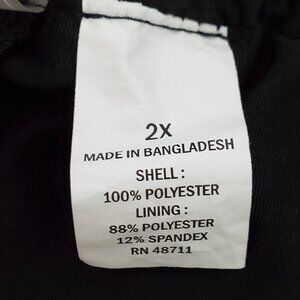 2X
MADE IN BANGLADESH
SHELL :
100% POLYESTER
LINING :
88% POLYESTER
12% SPANDEX
RN 48711